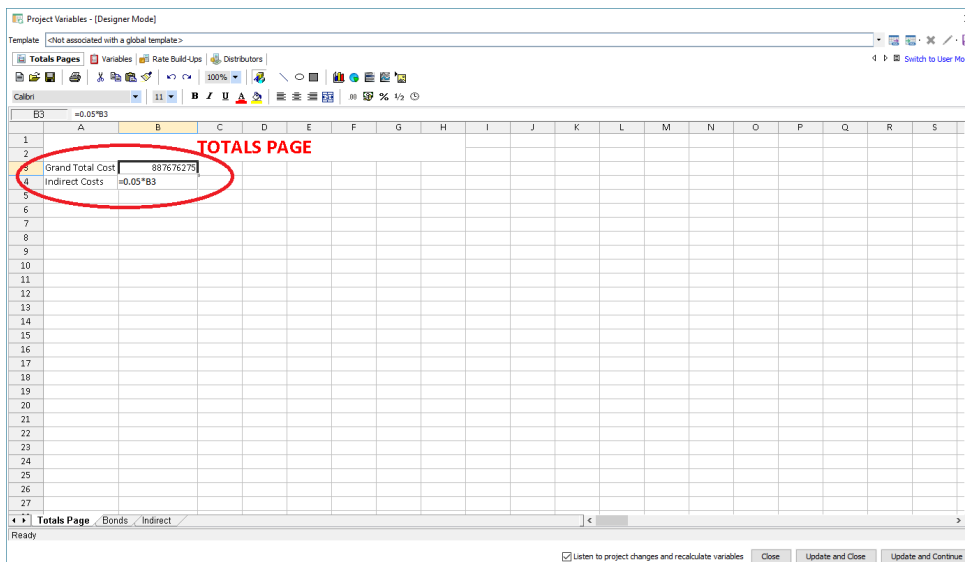 Project Variables - [Designer Mode]
Template <Not associated with a global template>
Totals Pages Variables Rate Build-Ups Distributors Switch to User Mo
100%
Calibri 11 B I U A .00 % 1/2
B3 =0.05*B3
A B C D E F G H I J K L M N O P Q R S
1 TOTALS PAGE
2
3 Grand Total Cost 887676275
4 Indirect Costs =0.05*B3
5
6
7
8
9
10
11
12
13
14
15
16
17
18
19
20
21
22
23
24
25
26
27
Totals Page Bonds Indirect
Ready
Listen to project changes and recalculate variables Close Update and Close Update and Continue